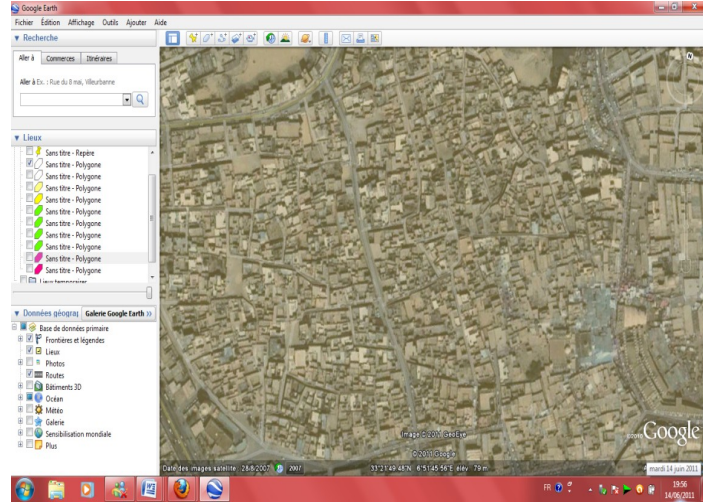 Google Earth
Fichier Édition Affichage Outils Ajouter Aide
Recherche
Aller à Commerces Itinéraires
Aller à Ex. : Rue du 8 mai, Villeurbanne
Lieux
Sans titre - Repère
Sans titre - Polygone
Sans titre - Polygone
Sans titre - Polygone
Sans titre - Polygone
Sans titre - Polygone
Sans titre - Polygone
Sans titre - Polygone
Sans titre - Polygone
Sans titre - Polygone
Sans titre - Polygone
Lieux temporaires
Données géograp Galerie Google Earth >>
Base de données primaire
Frontières et légendes
Lieux
Photos
Routes
Bâtiments 3D
Océan
Météo
Galerie
Sensibilisation mondiale
Plus
N
Image © 2011 GeoEye
© 2011 Google
©2010 Google
Date des images satellite : 28/8/2007 2007 33°21'49.48"N 6°51'45.56"E élév. 79 m
mardi 14 juin 2011
FR
19:56
14/06/2011